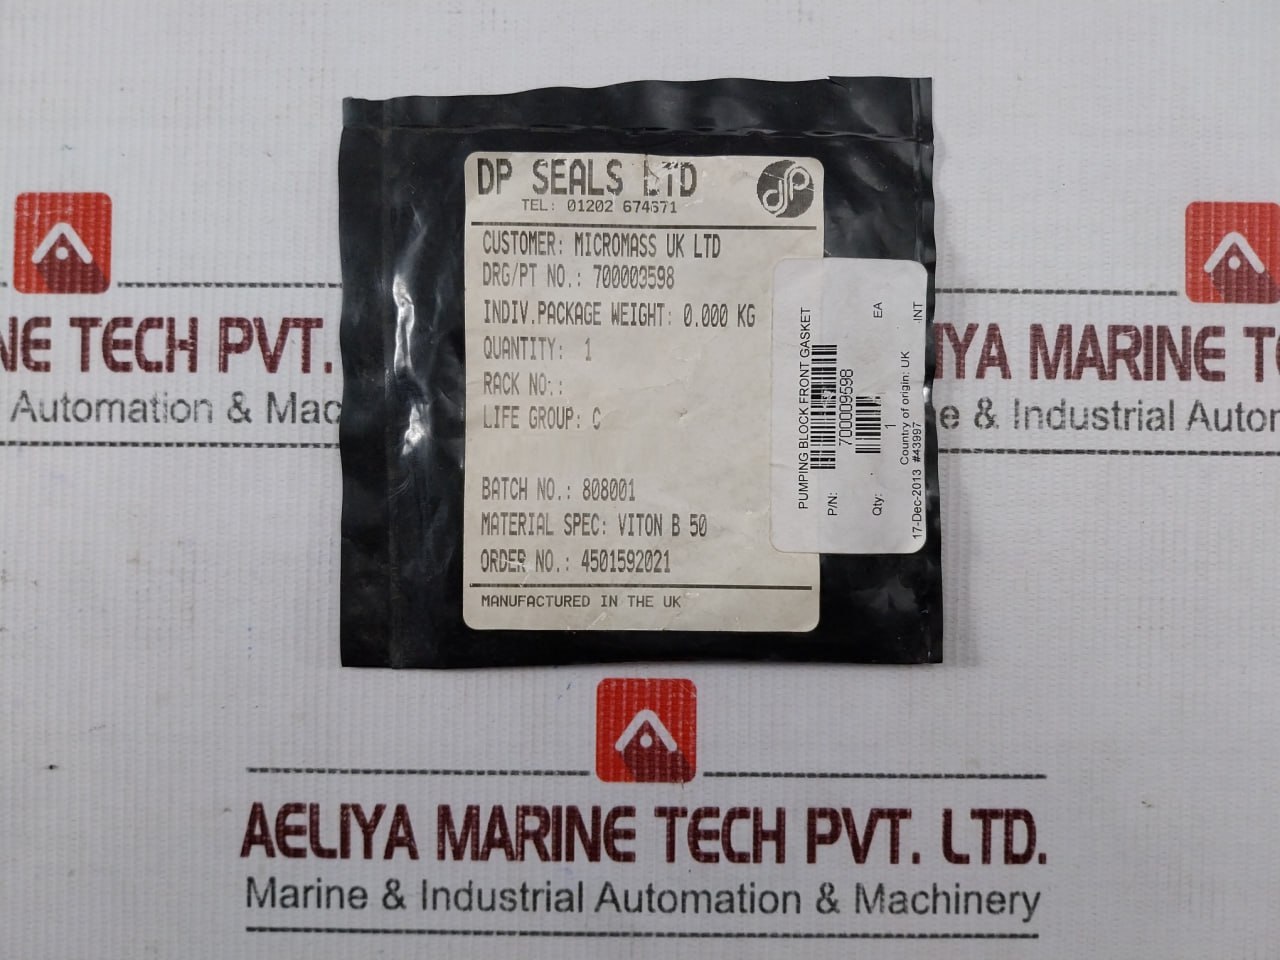 DP SEALS LTD
TEL: 01202 674671
dp
CUSTOMER: MICROMASS UK LTD
DRG/PT NO.: 700003598
INDIV.PACKAGE WEIGHT: 0.000 KG
QUANTITY: 1
RACK NO.:
LIFE GROUP: C
BATCH NO.: 808001
MATERIAL SPEC: VITON B 50
ORDER NO.: 4501592021
MANUFACTURED IN THE UK
PUMPING BLOCK FRONT GASKET
P/N:
700009598
Qty: 1 EA
Country of origin: UK
17-Dec-2013 #43997 INT
NE TECH PVT.
Automation & Mac
IYA MARINE T
e & Industrial Autor
AELIYA MARINE TECH PVT. LTD.
Marine & Industrial Automation & Machinery